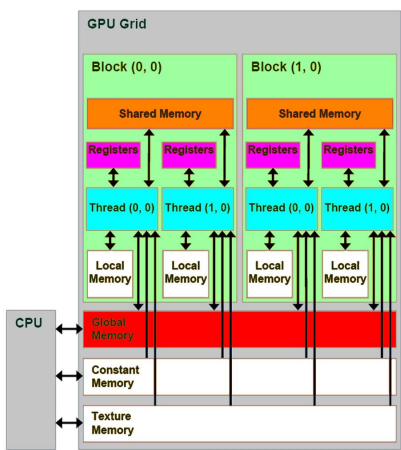 GPU Grid
Block (0, 0)
Block (1, 0)
Shared Memory
Shared Memory
Registers
Registers
Registers
Registers
Thread (0, 0)
Thread (1, 0)
Thread (0, 0)
Thread (1, 0)
Local
Memory
Local
Memory
Local
Memory
Local
Memory
CPU
Global
Memory
Constant
Memory
Texture
Memory